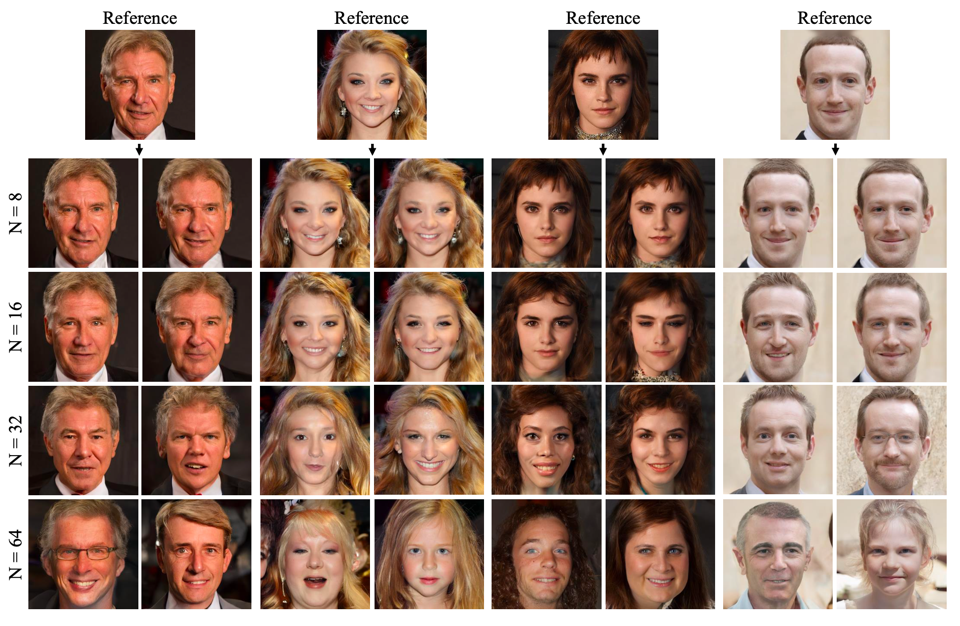 Reference
Reference
Reference
Reference
N = 8
N = 16
N = 32
N = 64